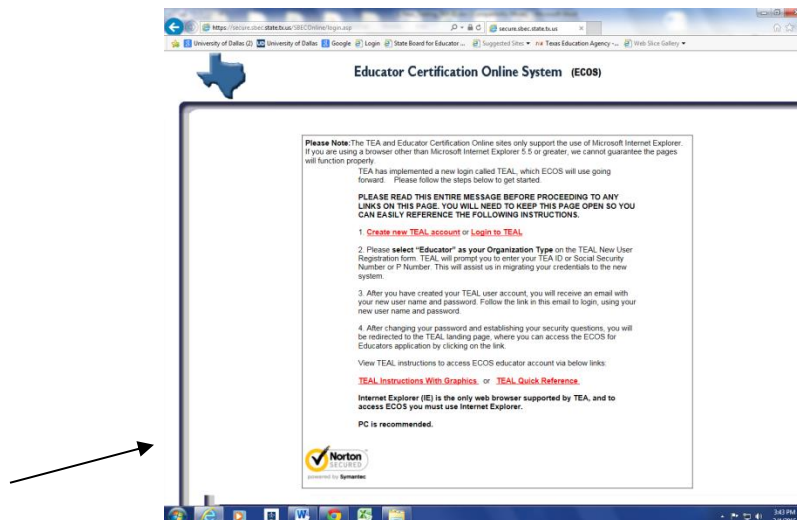 https://secure.sbec.state.tx.us/SBECOnline/login.asp
secure.sbec.state.tx.us
University of Dallas (2) UD University of Dallas Google Login State Board for Educator ... Suggested Sites Texas Education Agency -... Web Slice Gallery
Educator Certification Online System (ECOS)
Please Note:The TEA and Educator Certification Online sites only support the use of Microsoft Internet Explorer.
If you are using a browser other than Microsoft Internet Explorer 5.5 or greater, we cannot guarantee the pages
will function properly.
TEA has implemented a new login called TEAL, which ECOS will use going
forward. Please follow the steps below to get started.
PLEASE READ THIS ENTIRE MESSAGE BEFORE PROCEEDING TO ANY
LINKS ON THIS PAGE. YOU WILL NEED TO KEEP THIS PAGE OPEN SO YOU
CAN EASILY REFERENCE THE FOLLOWING INSTRUCTIONS.
1. Create new TEAL account or Login to TEAL
2. Please select "Educator" as your Organization Type on the TEAL New User
Registration form. TEAL will prompt you to enter your TEA ID or Social Security
Number or P Number. This will assist us in migrating your credentials to the new
system.
3. After you have created your TEAL user account, you will receive an email with
your new user name and password. Follow the link in this email to login, using your
new user name and password.
4. After changing your password and establishing your security questions, you will
be redirected to the TEAL landing page, where you can access the ECOS for
Educators application by clicking on the link.
View TEAL instructions to access ECOS educator account via below links:
TEAL Instructions With Graphics or TEAL Quick Reference
Internet Explorer (IE) is the only web browser supported by TEA, and to
access ECOS you must use Internet Explorer.
PC is recommended.
Norton
SECURED
powered by Symantec
3:43 PM